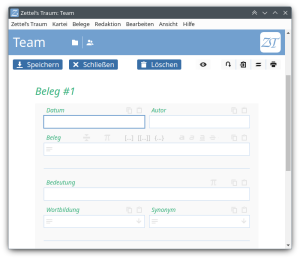 Zettel's Traum: Team
Zettel's Traum Kartei Belege Redaktion Bearbeiten Ansicht Hilfe
Team
ZT
Speichern Schließen Löschen
Beleg #1
Datum Autor
Beleg [...] [[...]] (...)
Bedeutung
Wortbildung Synonym